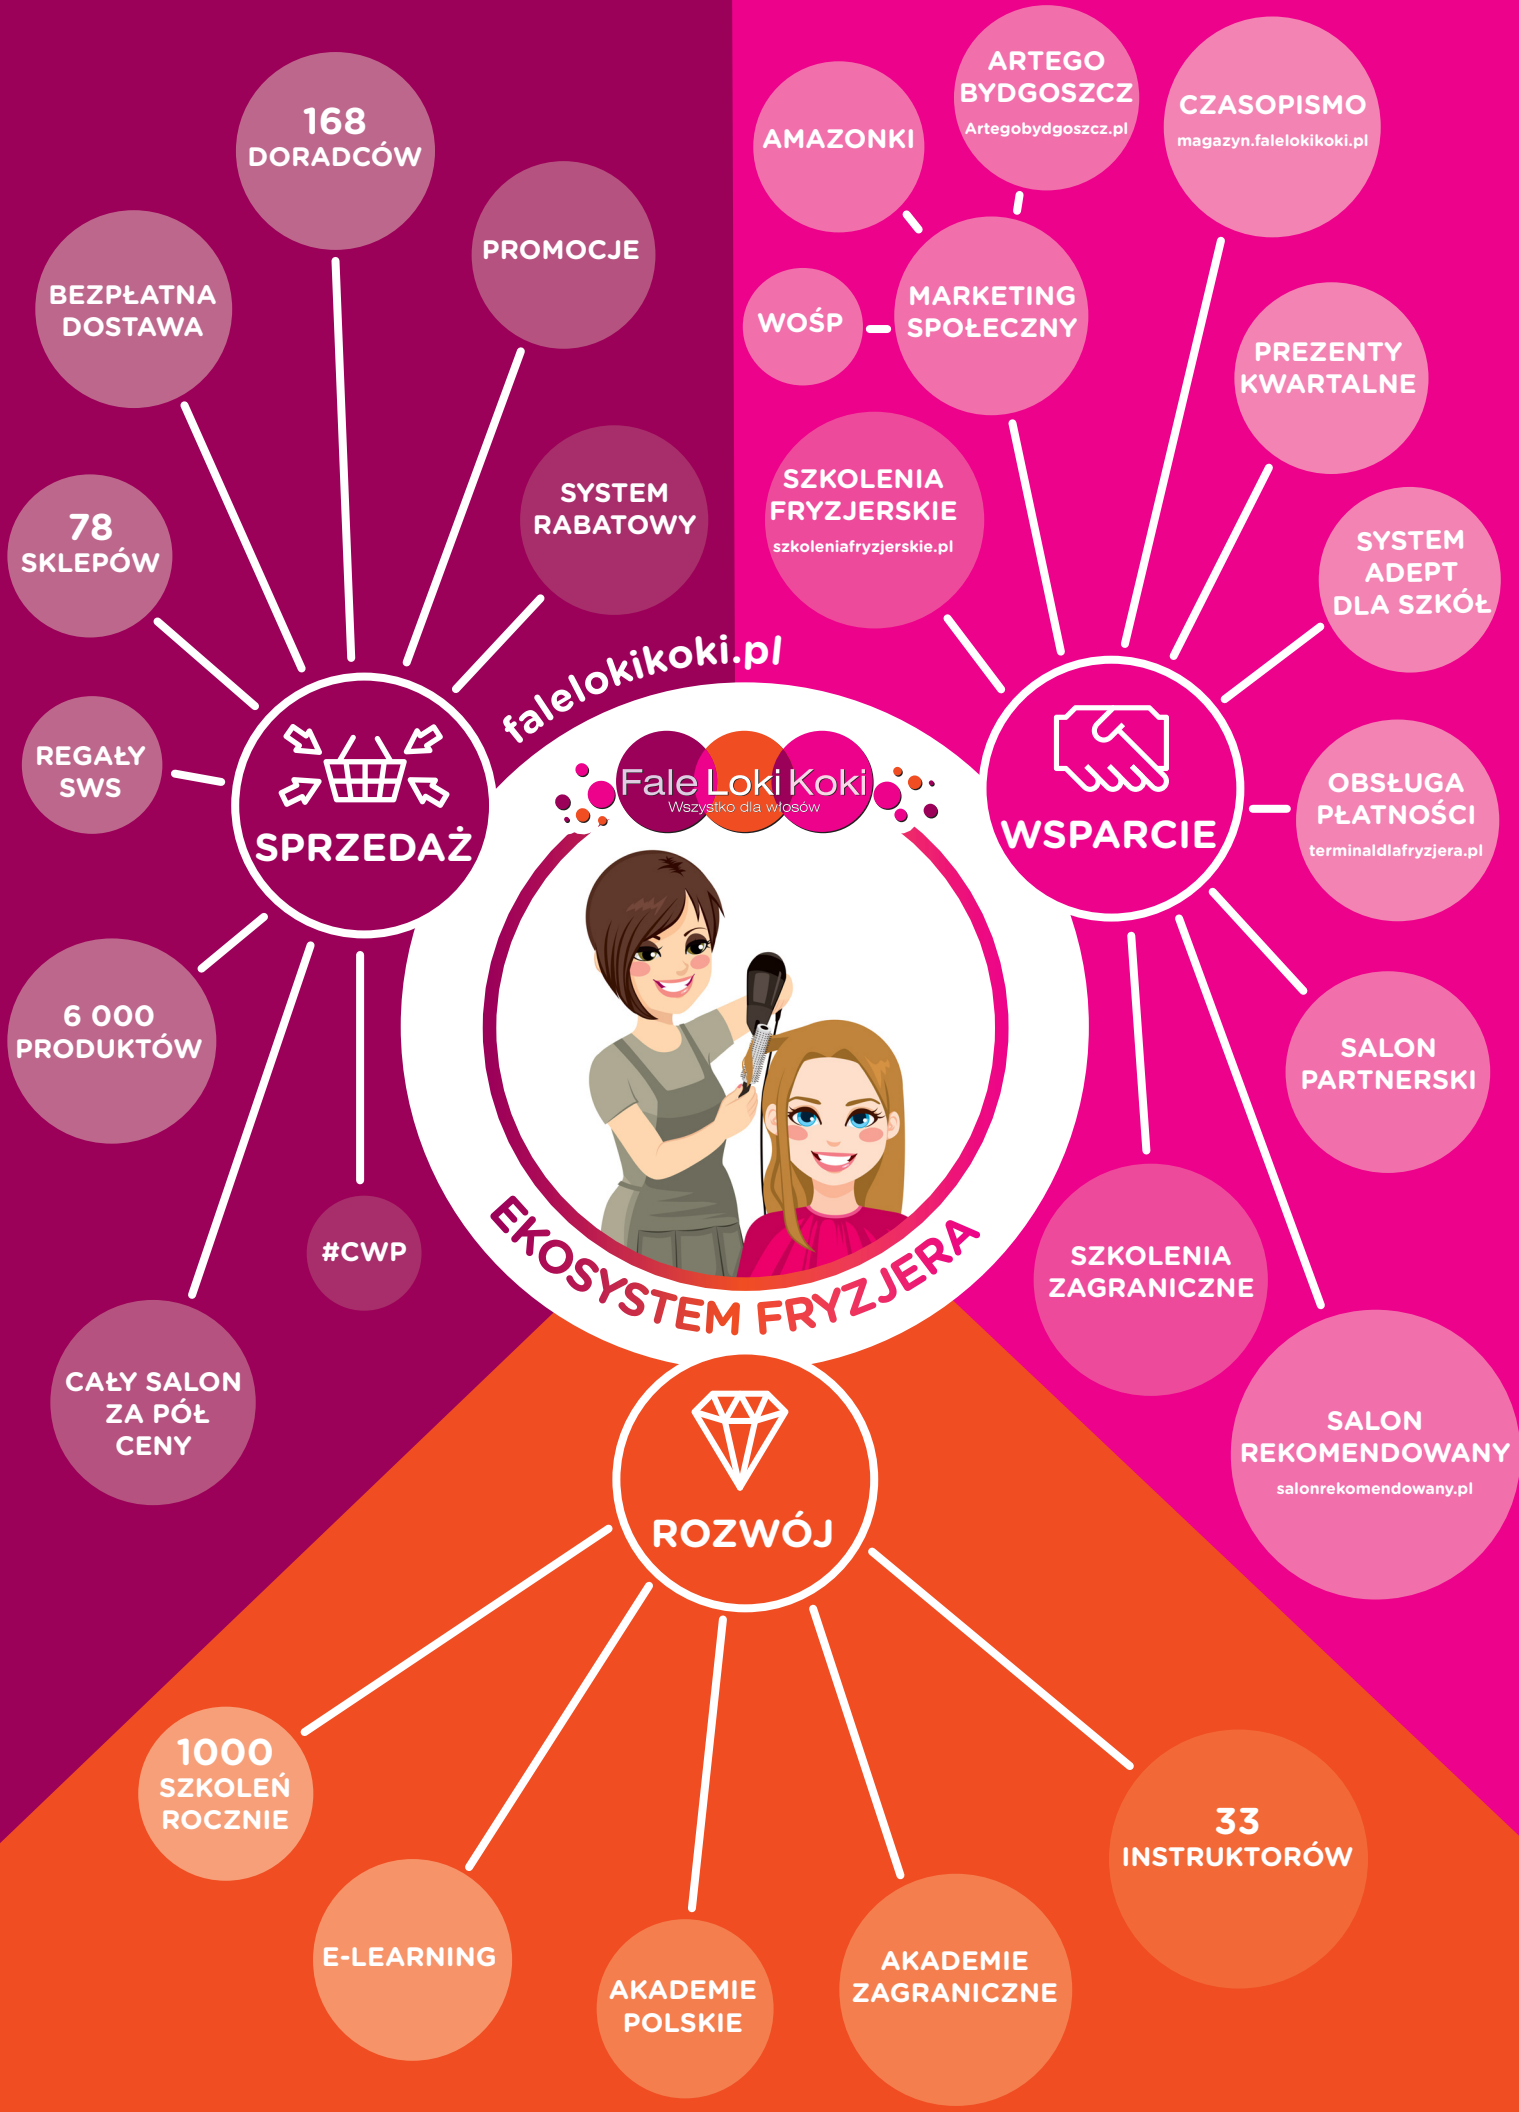 168
DORADCÓW
PROMOCJE
BEZPŁATNA
DOSTAWA
SYSTEM
RABATOWY
78
SKLEPÓW
REGAŁY
SWS
SPRZEDAŻ
6 000
PRODUKTÓW
#CWP
CAŁY SALON
ZA PÓŁ
CENY
ARTEGO
BYDGOSZCZ
Artegobydgoszcz.pl
AMAZONKI
CZASOPISMO
magazyn.falelokikoki.pl
MARKETING
SPOŁECZNY
WOŚP
PREZENTY
KWARTALNE
SZKOLENIA
FRYZJERSKIE
szkoleniafryzjerskie.pl
SYSTEM
ADEPT
DLA SZKÓŁ
WSPARCIE
OBSŁUGA
PŁATNOŚCI
terminaldlafryzjera.pl
SALON
PARTNERSKI
SZKOLENIA
ZAGRANICZNE
SALON
REKOMENDOWANY
salonrekomendowany.pl
falelokikoki.pl
Fale Loki Koki
Wszystko dla włosów
EKOSYSTEM FRYZJERA
ROZWÓJ
1000
SZKOLEŃ
ROCZNIE
E-LEARNING
AKADEMIE
POLSKIE
AKADEMIE
ZAGRANICZNE
33
INSTRUKTORÓW